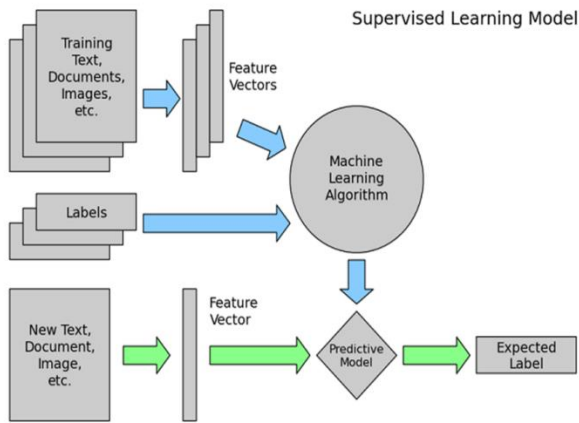 Supervised Learning Model
Training
Text,
Documents,
Images,
etc.
Feature
Vectors
Machine
Learning
Algorithm
Labels
New Text,
Document,
Image,
etc.
Feature
Vector
Predictive
Model
Expected
Label